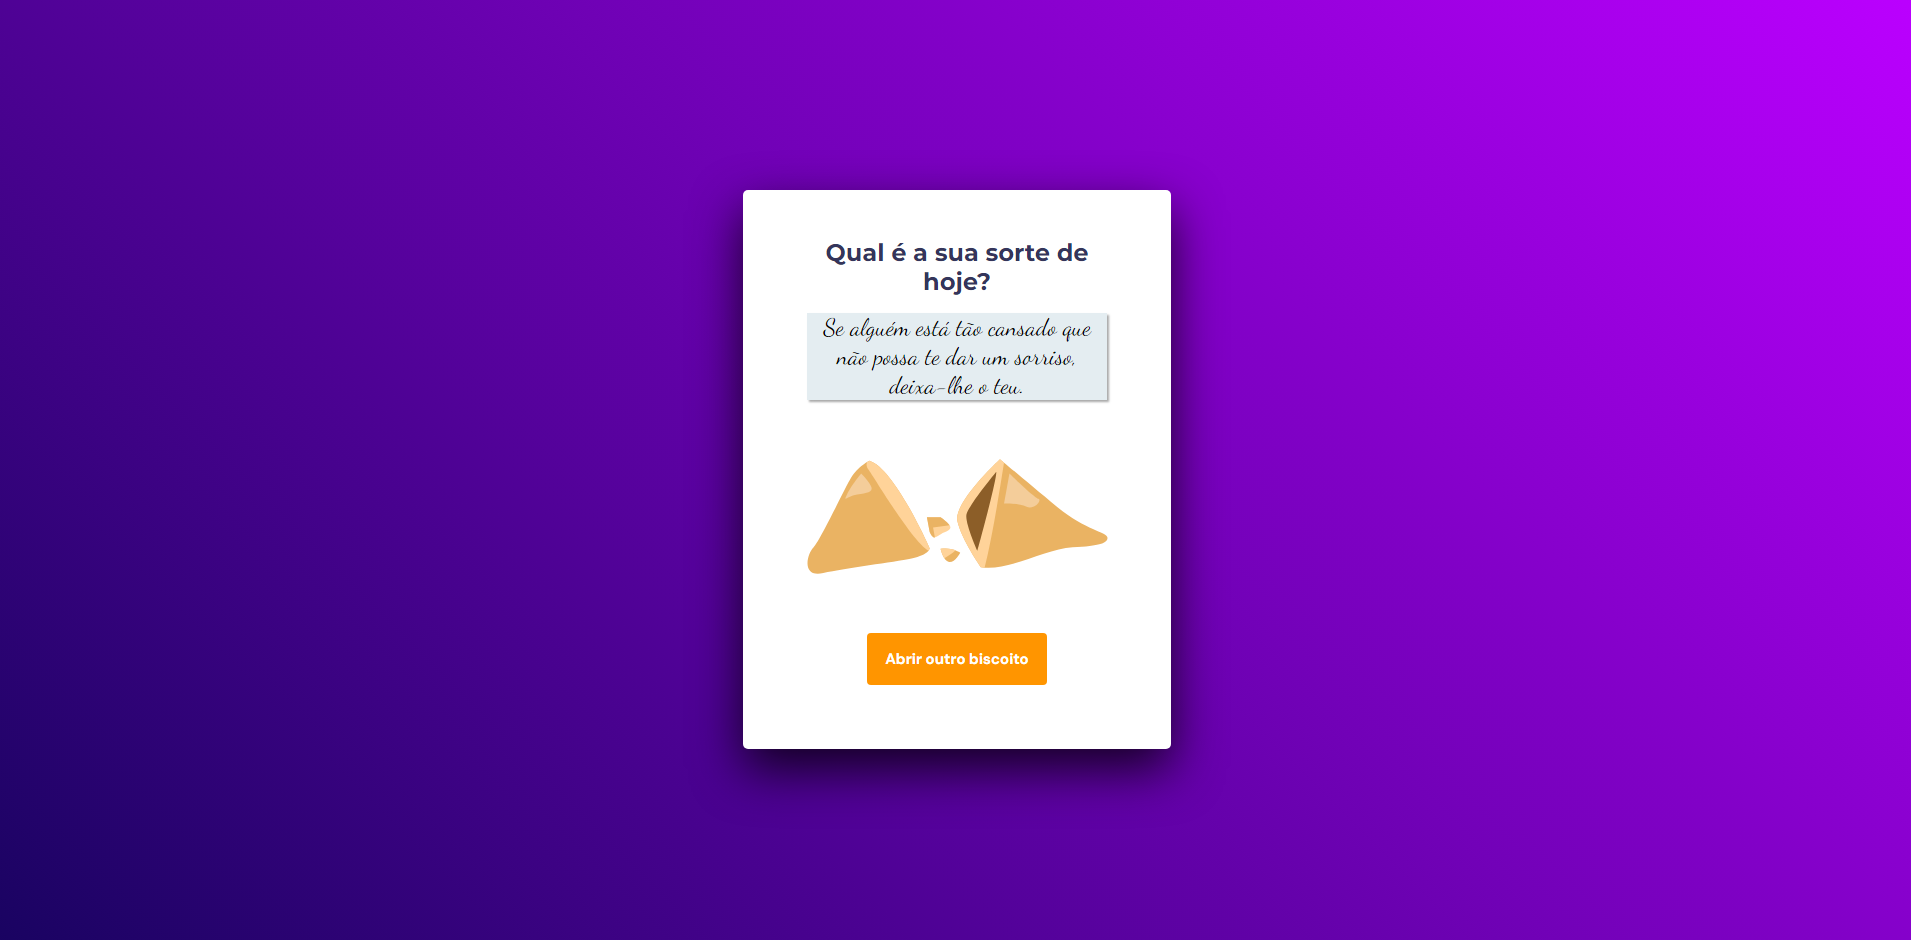 Qual é a sua sorte de
hoje?
Se alguém está tão cansado que
não possa te dar um sorriso,
deixa-lhe o teu.
Abrir outro biscoito